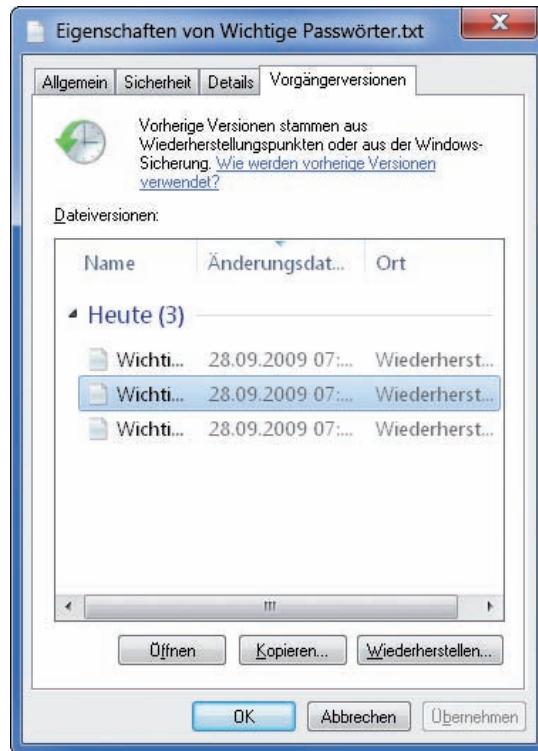 Eigenschaften von Wichtige Passwörter.txt
Allgemein Sicherheit Details Vorgängerversionen
Vorherige Versionen stammen aus
Wiederherstellungspunkten oder aus der Windows-
Sicherung. Wie werden vorherige Versionen
verwendet?
Dateiversionen:
Name Änderungsdat... Ort
Heute (3)
Wichti... 28.09.2009 07:... Wiederherst...
Wichti... 28.09.2009 07:... Wiederherst...
Wichti... 28.09.2009 07:... Wiederherst...
Öffnen Kopieren... Wiederherstellen...
OK Abbrechen Übernehmen